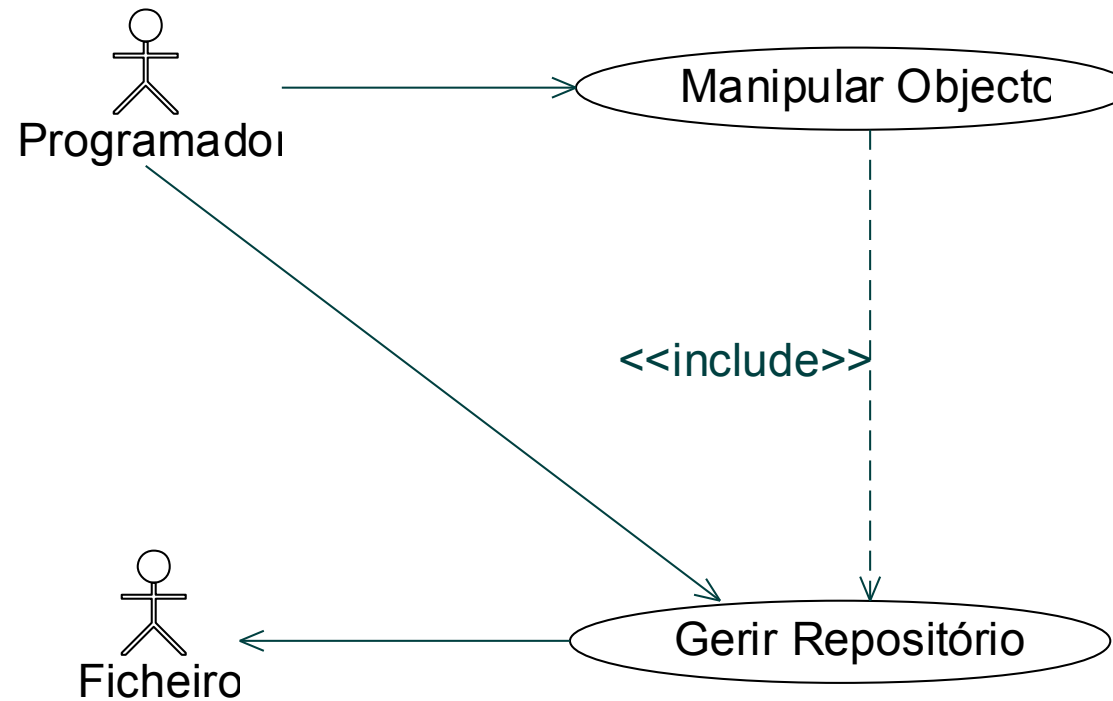 Manipular Objecto
Programador
<<include>>
Gerir Repositório
Ficheiro